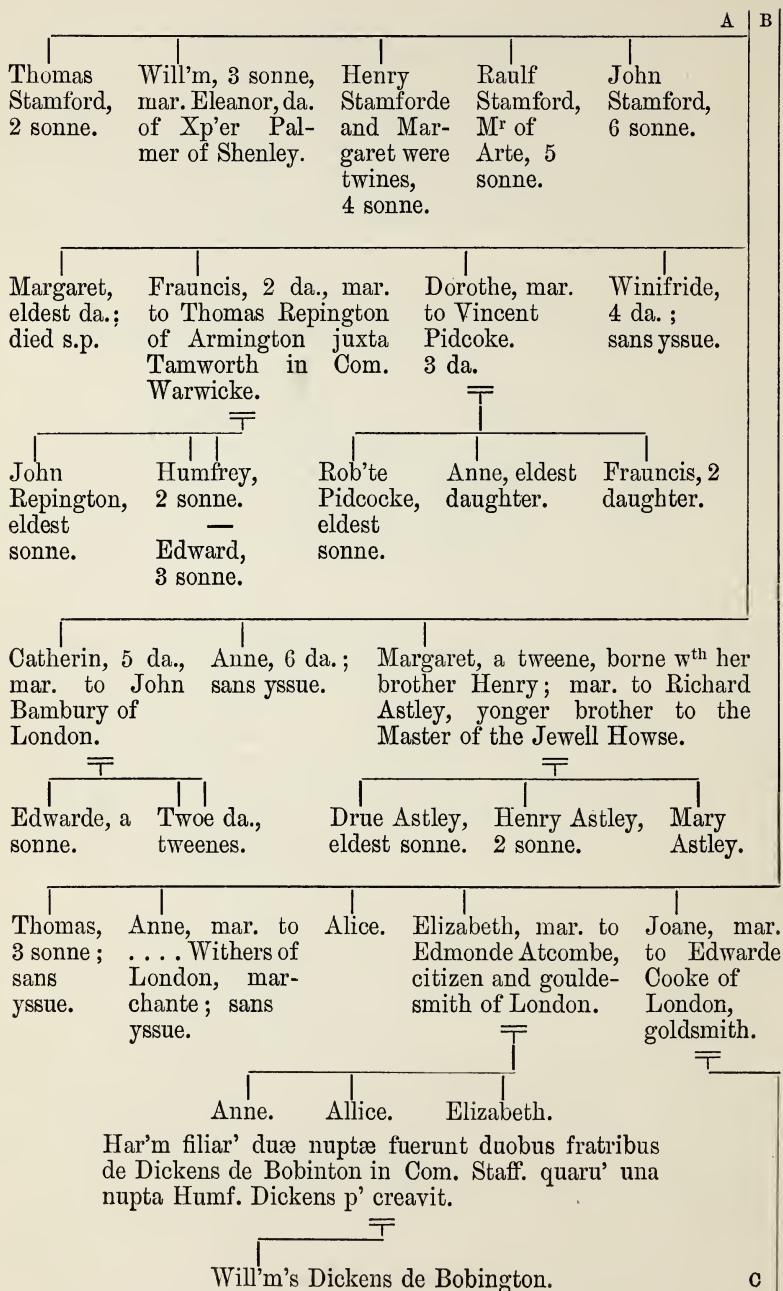 A B
Thomas
Stamford,
2 sonne.
Will'm, 3 sonne,
mar. Eleanor, da.
of Xp'er Pal-
mer of Shenley.
Henry
Stamforde
and Mar-
garet were
twines,
4 sonne.
Raulf
Stamford,
Mr of
Arte, 5
sonne.
John
Stamford,
6 sonne.
Margaret,
eldest da.;
died s.p.
Frauncis, 2 da., mar.
to Thomas Repington
of Armington juxta
Tamworth in Com.
Warwicke.
Dorothe, mar.
to Vincent
Pidcoke.
3 da.
Winifride,
4 da. ;
sans yssue.
John
Repington,
eldest
sonne.
Humfrey,
2 sonne.
—
Edward,
3 sonne.
Rob'te
Pidcocke,
eldest
sonne.
Anne, eldest
daughter.
Frauncis, 2
daughter.
Catherin, 5 da.,
mar. to John
Bambury of
London.
Anne, 6 da. ;
sans yssue.
Margaret, a tweene, borne wth her
brother Henry ; mar. to Richard
Astley, yonger brother to the
Master of the Jewell Howse.
Edwarde, a
sonne.
Twoe da.,
tweenes.
Drue Astley,
eldest sonne.
Henry Astley,
2 sonne.
Mary
Astley.
Thomas,
3 sonne ;
sans
yssue.
Anne, mar. to
. . . . Withers of
London, mar-
chante ; sans
yssue.
Alice.
Elizabeth, mar. to
Edmonde Atcombe,
citizen and goulde-
smith of London.
Joane, mar.
to Edwarde
Cooke of
London,
goldsmith.
Anne.
Allice.
Elizabeth.
Har'm filiar' duæ nuptæ fuerunt duobus fratribus
de Dickens de Bobinton in Com. Staff. quaru' una
nupta Humf. Dickens p' creavit.
Will'm's Dickens de Bobington.
C